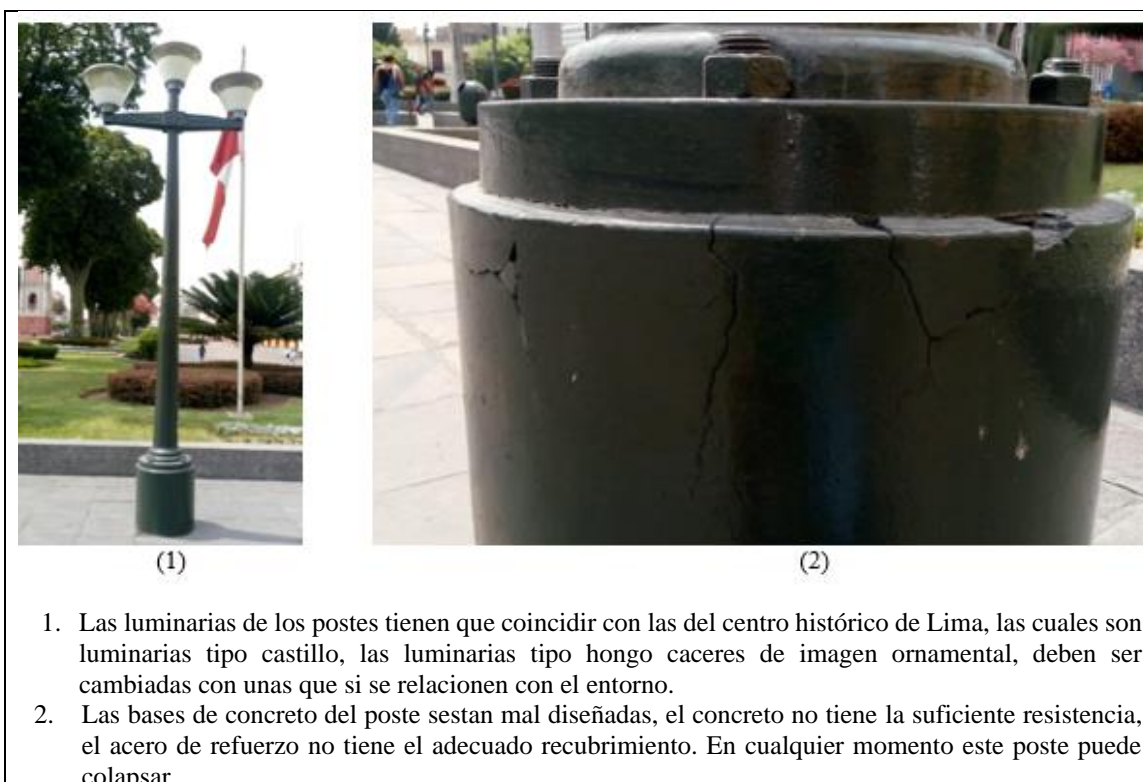 (1) (2)
1. Las luminarias de los postes tienen que coincidir con las del centro histórico de Lima, las cuales son
luminarias tipo castillo, las luminarias tipo hongo caceres de imagen ornamental, deben ser
cambiadas con unas que si se relacionen con el entorno.
2. Las bases de concreto del poste sestan mal diseñadas, el concreto no tiene la suficiente resistencia,
el acero de refuerzo no tiene el adecuado recubrimiento. En cualquier momento este poste puede
colapsar.